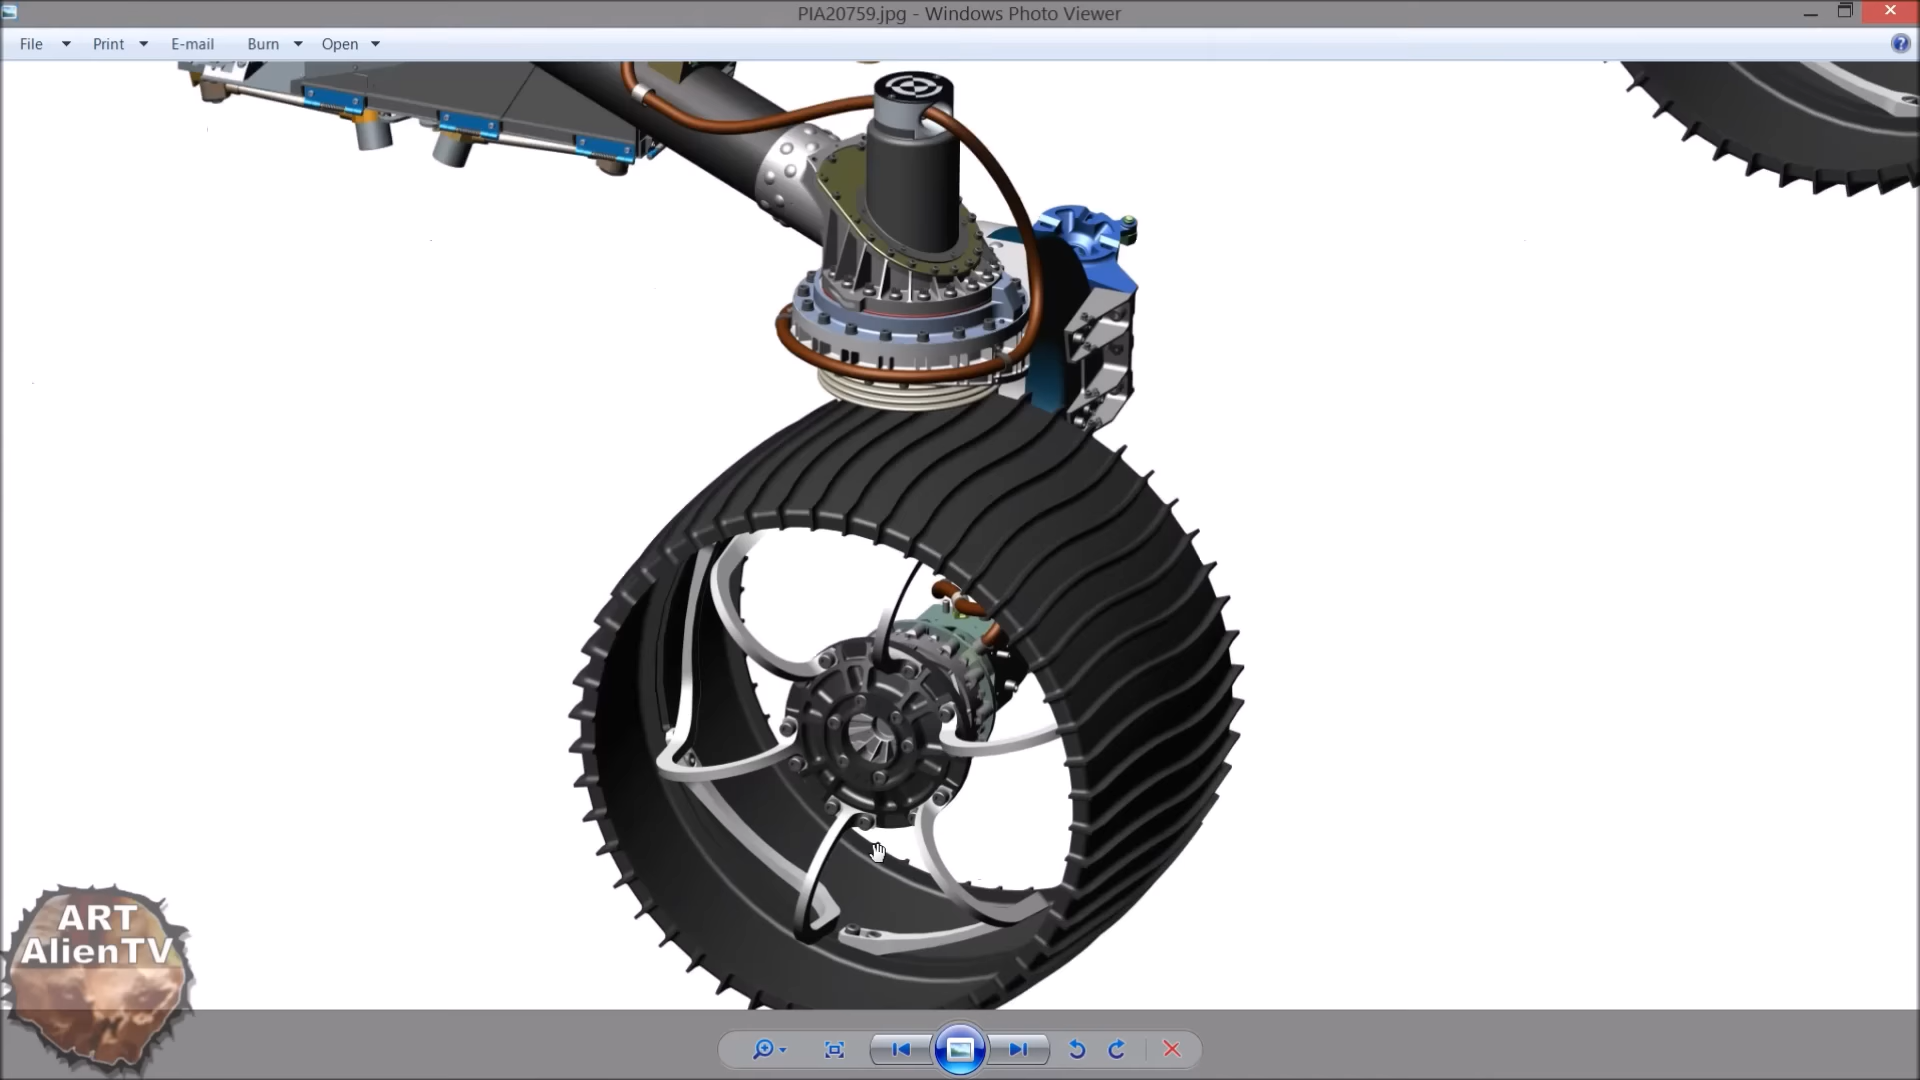 PIA20759.jpg - Windows Photo Viewer
File Print E-mail Burn Open
ART
AlienTV